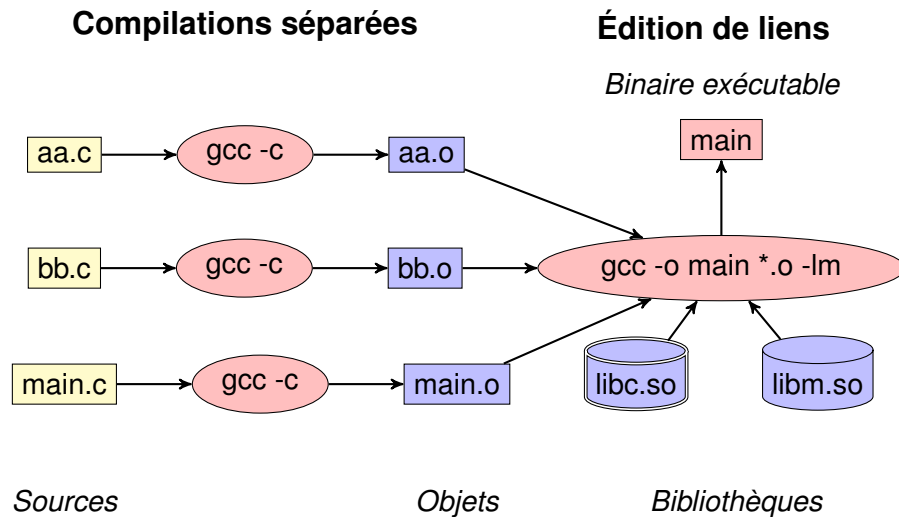 Compilations séparées
Édition de liens
Binaire exécutable
aa.c
gcc -c
aa.o
main
bb.c
gcc -c
bb.o
gcc -o main *.o -lm
main.c
gcc -c
main.o
libc.so
libm.so
Sources
Objets
Bibliothèques